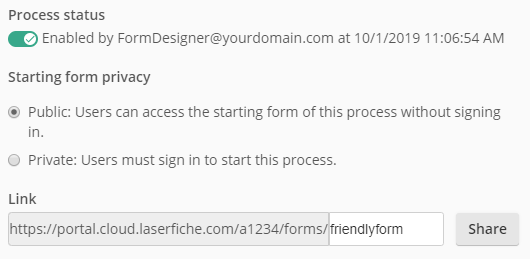 Process status
Enabled by FormDesigner@yourdomain.com at 10/1/2019 11:06:54 AM
Starting form privacy
Public: Users can access the starting form of this process without signing
in.
Private: Users must sign in to start this process.
Link
https://portal.cloud.laserfiche.com/a1234/forms/friendlyform Share